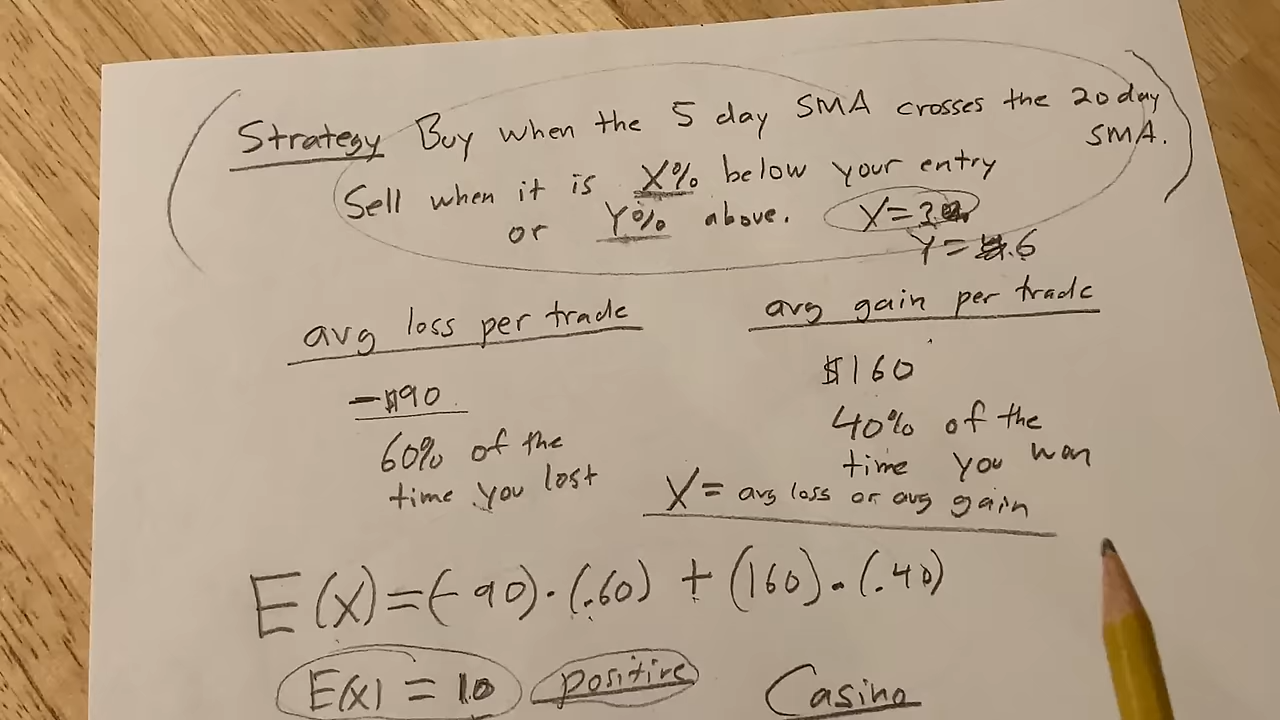 Strategy Buy when the 5 day SMA crosses the 20 day
SMA.
Sell when it is X% below your entry
or Y% above. X=3
Y=.6
avg loss per trade
avg gain per trade
-$90
$160
60% of the
time you lost
40% of the
time you won
X = avg loss or avg gain
E(X)=(-90)·(.60) + (160)·(.40)
E(X) = 10 positive Casino